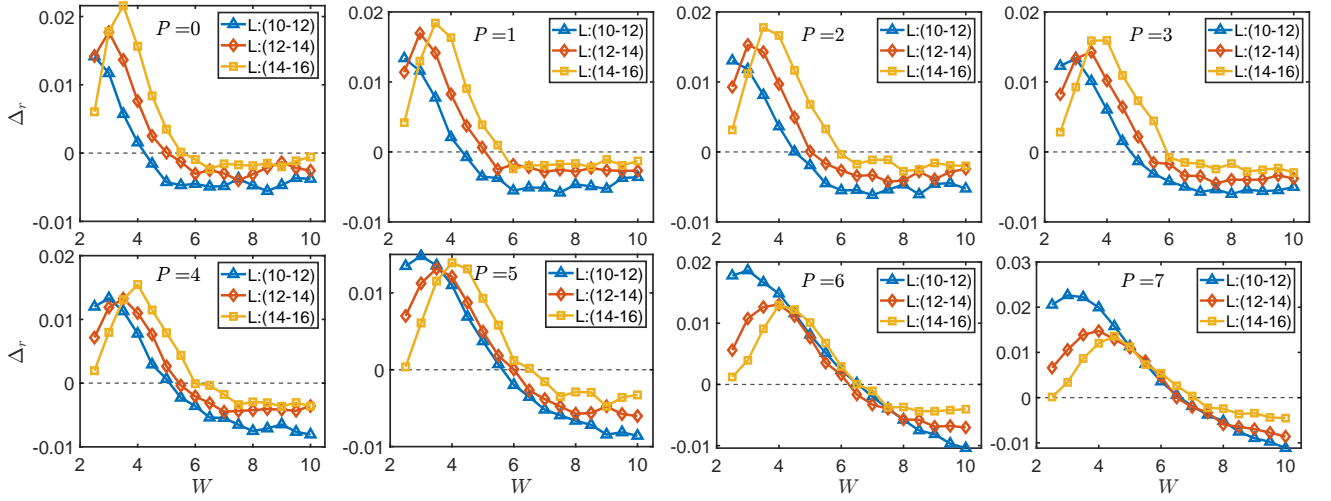 0.02
0.01
0
-0.01
Δr
2 4 6 8 10
P=0
L:(10-12)
L:(12-14)
L:(14-16)
0.02
0.01
0
-0.01
2 4 6 8 10
P=1
L:(10-12)
L:(12-14)
L:(14-16)
0.02
0.01
0
-0.01
2 4 6 8 10
P=2
L:(10-12)
L:(12-14)
L:(14-16)
0.02
0.01
0
-0.01
2 4 6 8 10
P=3
L:(10-12)
L:(12-14)
L:(14-16)
0.02
0.01
0
-0.01
Δr
2 4 6 8 10
W
P=4
L:(10-12)
L:(12-14)
L:(14-16)
0.01
0
-0.01
2 4 6 8 10
W
P=5
L:(10-12)
L:(12-14)
L:(14-16)
0.02
0.01
0
-0.01
2 4 6 8 10
W
P=6
L:(10-12)
L:(12-14)
L:(14-16)
0.03
0.02
0.01
0
-0.01
2 4 6 8 10
W
P=7
L:(10-12)
L:(12-14)
L:(14-16)